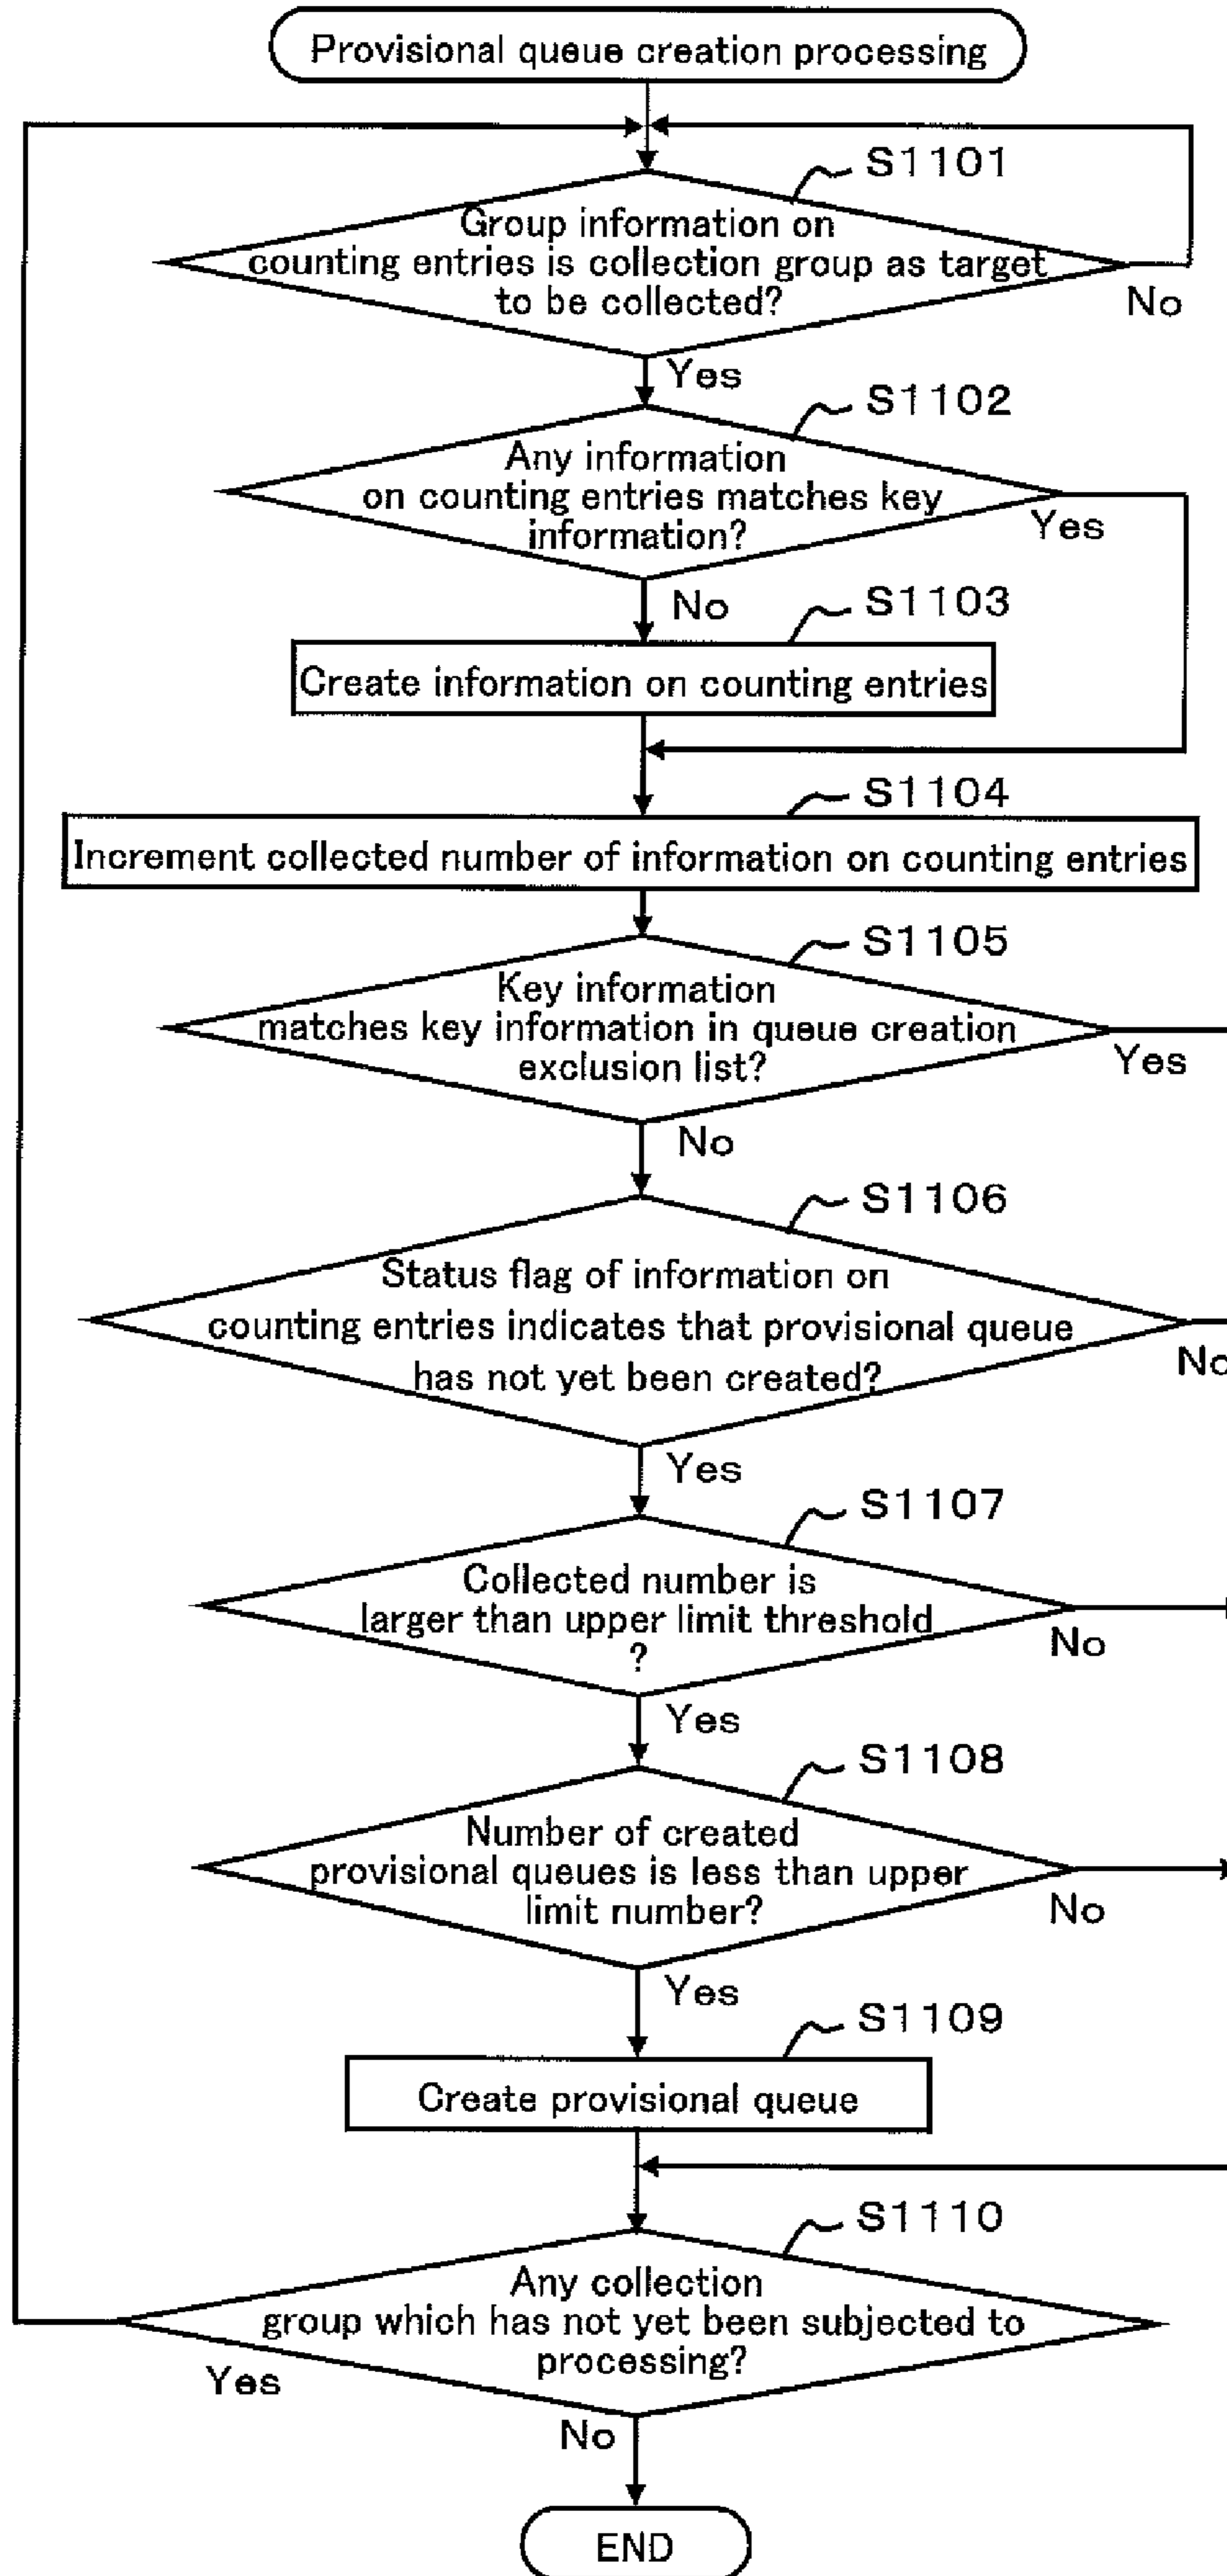 Provisional queue creation processing
S1101
Group information on
counting entries is collection group as target
to be collected?
No
Yes
S1102
Any information
on counting entries matches key
information?
Yes
No
S1103
Create information on counting entries
S1104
Increment collected number of information on counting entries
S1105
Key information
matches key information in queue creation
exclusion list?
Yes
No
S1106
Status flag of information on
counting entries indicates that provisional queue
has not yet been created?
No
Yes
S1107
Collected number is
larger than upper limit threshold
?
No
Yes
S1108
Number of created
provisional queues is less than upper
limit number?
No
Yes
S1109
Create provisional queue
S1110
Any collection
group which has not yet been subjected to
processing?
Yes
No
END